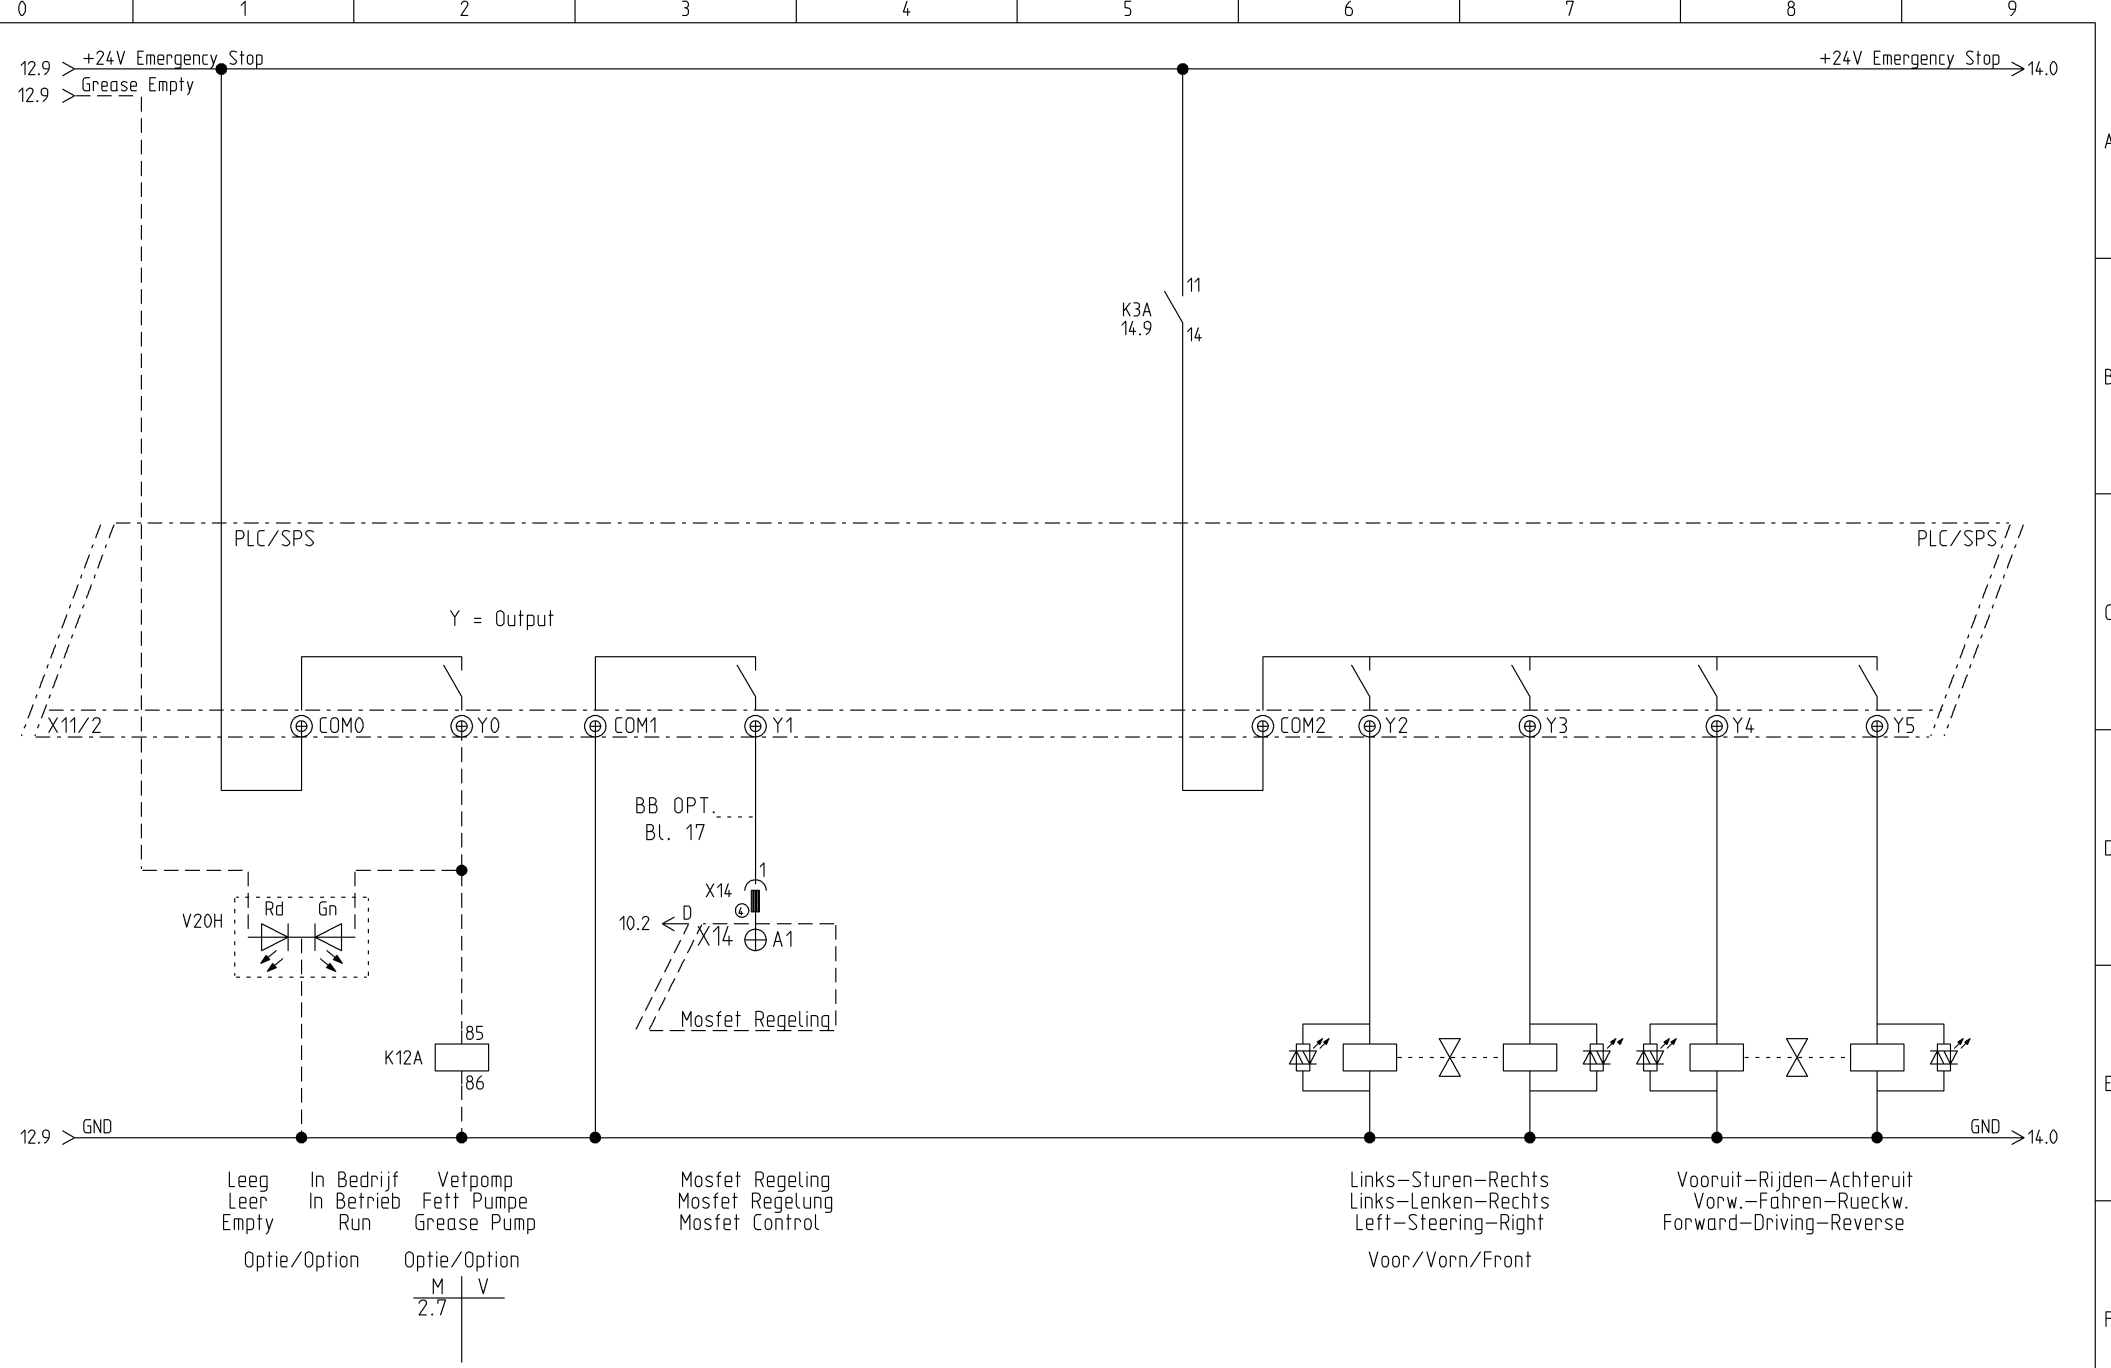 0 1 2 3 4 5 6 7 8 9
12.9 +24V Emergency Stop +24V Emergency Stop 14.0
12.9 Grease Empty
A
11
K3A
14.9 14
B
PLC/SPS PLC/SPS
Y = Output
C
X11/2 COM0 Y0 COM1 Y1 COM2 Y2 Y3 Y4 Y5
BB OPT.
Bl. 17
D
1
X14
4
V20H Rd Gn
10.2 D
X14 A1
Mosfet Regeling
85
K12A
86
E
12.9 GND GND 14.0
Leeg In Bedrijf Vetpomp Mosfet Regeling Links-Sturen-Rechts Vooruit-Rijden-Achteruit
Leer In Betrieb Fett Pumpe Mosfet Regelung Links-Lenken-Rechts Vorw.-Fahren-Rueckw.
Empty Run Grease Pump Mosfet Control Left-Steering-Right Forward-Driving-Reverse
Optie/Option Optie/Option Voor/Vorn/Front
M V
2.7
F